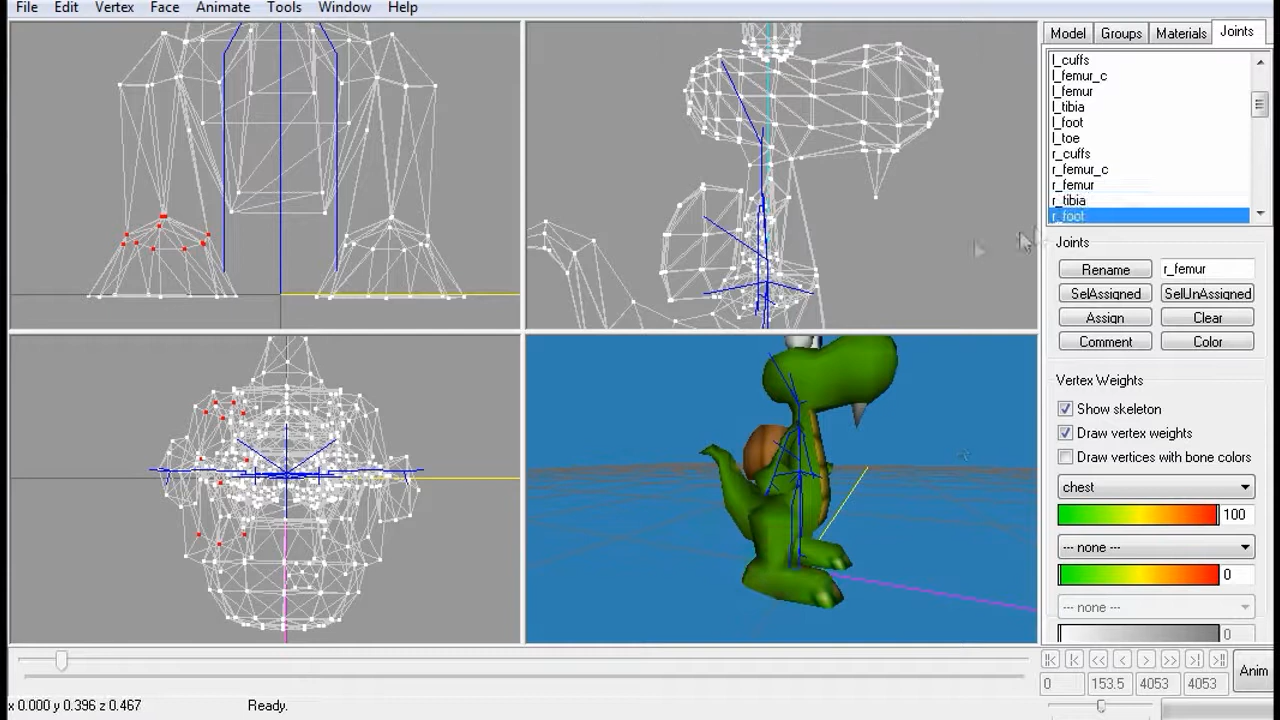 File Edit Vertex Face Animate Tools Window Help
Model Groups Materials Joints
l_cuffs
l_femur_c
l_femur
l_tibia
l_foot
l_toe
r_cuffs
r_femur_c
r_femur
r_tibia
r_foot
Joints
Rename r_femur
SelAssigned SelUnAssigned
Assign Clear
Comment Color
Vertex Weights
Show skeleton
Draw vertex weights
Draw vertices with bone colors
chest
100
--- none ---
0
--- none ---
0
Anim
0 153.5 4053 4053
x 0.000 y 0.396 z 0.467 Ready.